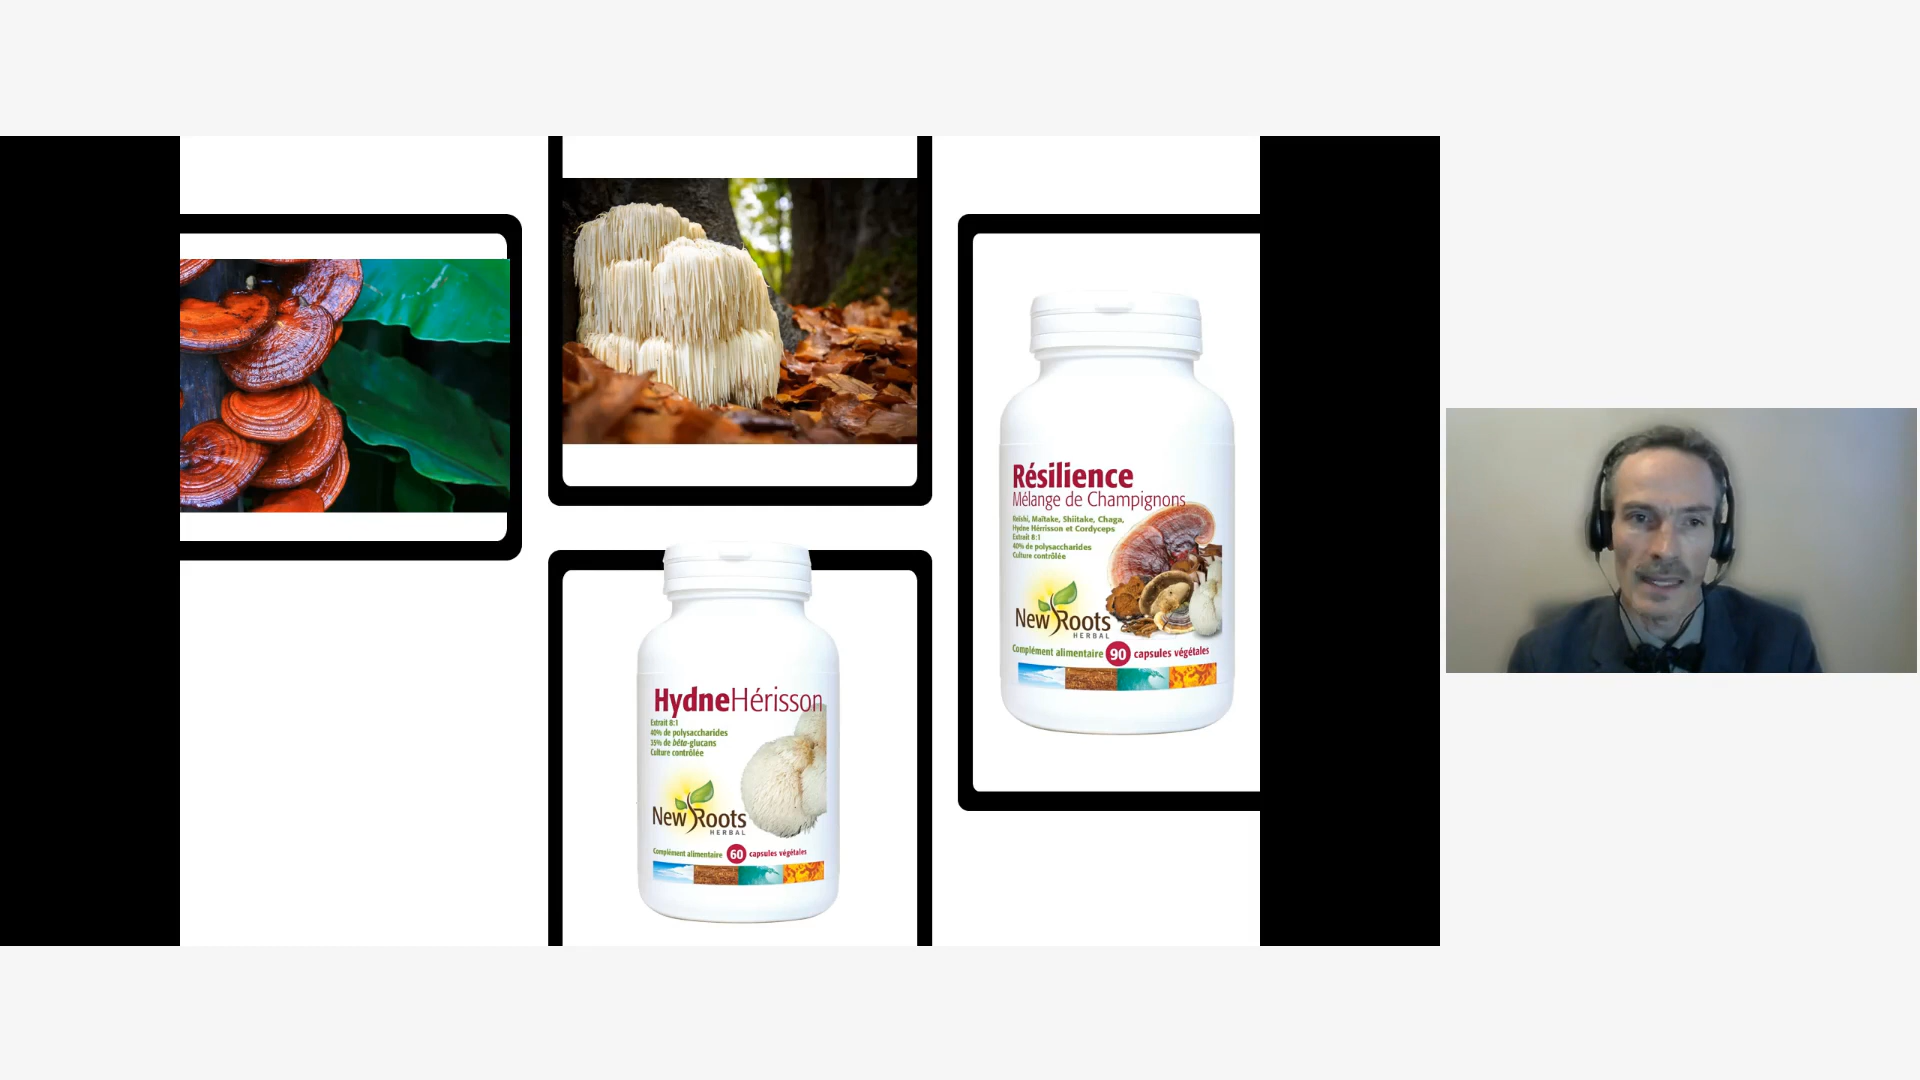 Résilience
Mélange de Champignons
Reishi, Maïtake, Shiitake, Chaga,
Hydne Hérrisson et Cordyceps
Extrait 8:1
40% de polysaccharides
Culture contrôlée
New Roots
HERBAL
Complément alimentaire 90 capsules végétales
HydneHérisson
Extrait 8:1
40% de polysaccharides
35% de bêta-glucans
Culture contrôlée
New Roots
HERBAL
Complément alimentaire 60 capsules végétales